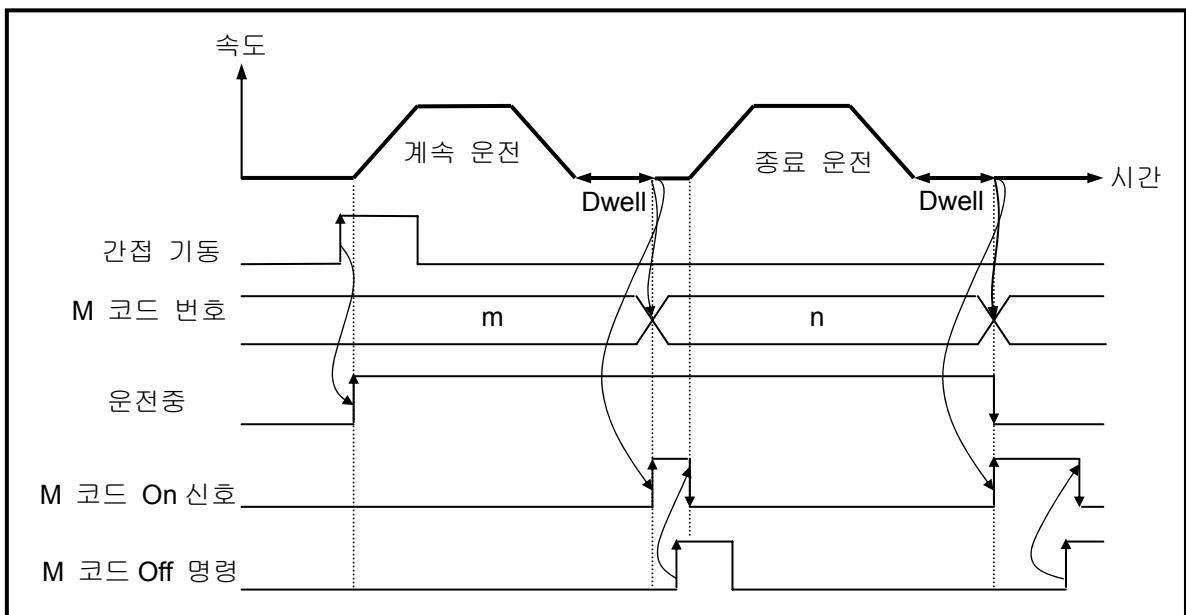 속도
계속 운전
종료 운전
시간
Dwell
Dwell
간접 기동
M 코드 번호
m
n
운전중
M 코드 On 신호
M 코드 Off 명령